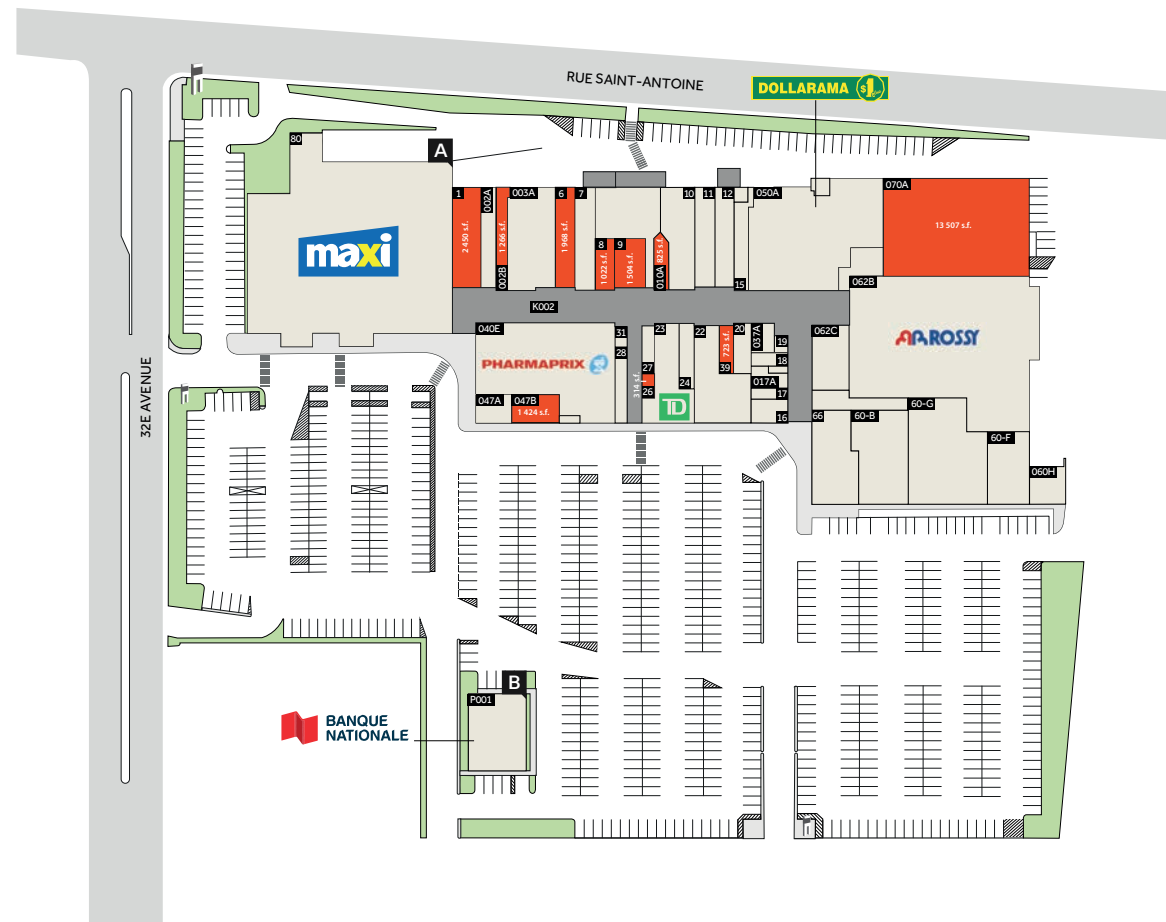 RUE SAINT-ANTOINE
DOLLARAMA $1
80
A
maxi
1
2 450 s.f.
002A
1 266 s.f.
002B
003A
6
1 968 s.f.
7
8
1 022 s.f.
9
1 504 s.f.
825 s.f.
010A
10
11
12
15
050A
070A
13 507 s.f.
K002
062B
ROSSY
062C
040E
PHARMAPRIX
047A
047B
1 424 s.f.
31
28
314 s.f.
27
26
23
24
TD
22
723 s.f.
39
20
037A
19
18
017A
17
16
66
60-B
60-G
60-F
060H
32E AVENUE
B
P001
BANQUE
NATIONALE